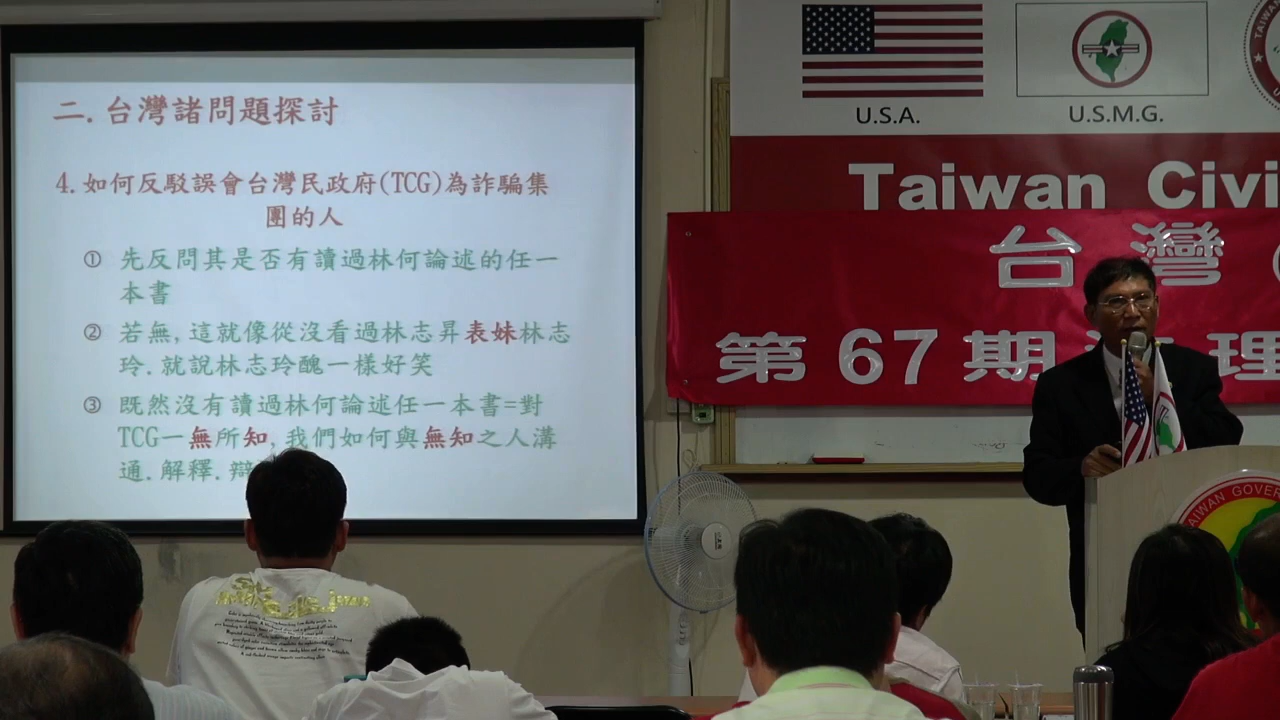 二. 台灣諸問題探討
4. 如何反駁誤會台灣民政府(TCG)為詐騙集
團的人
① 先反問其是否有讀過林何論述的任一
本書
② 若無, 這就像從沒看過林志昇表妹林志
玲. 就說林志玲醜一樣好笑
③ 既然沒有讀過林何論述任一本書=對
TCG一無所知, 我們如何與無知之人溝
通. 解釋. 辯
U.S.A.
U.S.M.G.
TAIWAN
Taiwan Civi
台灣
第67期 理
TAIWAN GOVER